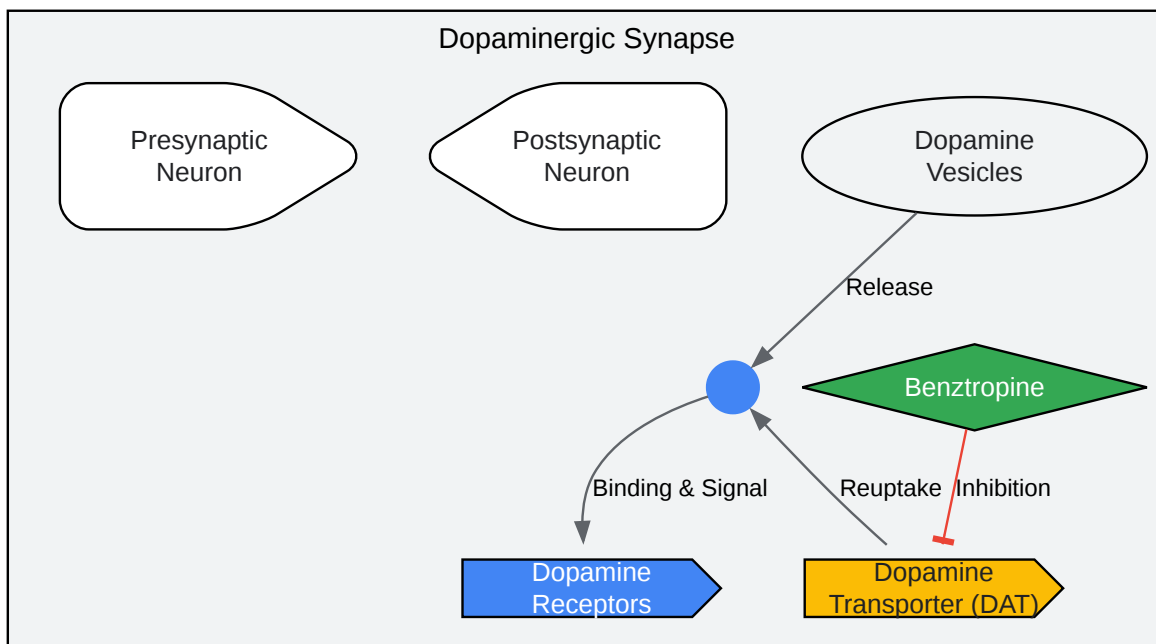 Dopaminergic Synapse
Presynaptic
Neuron
Postsynaptic
Neuron
Dopamine
Vesicles
Release
Benztropine
Binding & Signal
Reuptake
Inhibition
Dopamine
Receptors
Dopamine
Transporter (DAT)